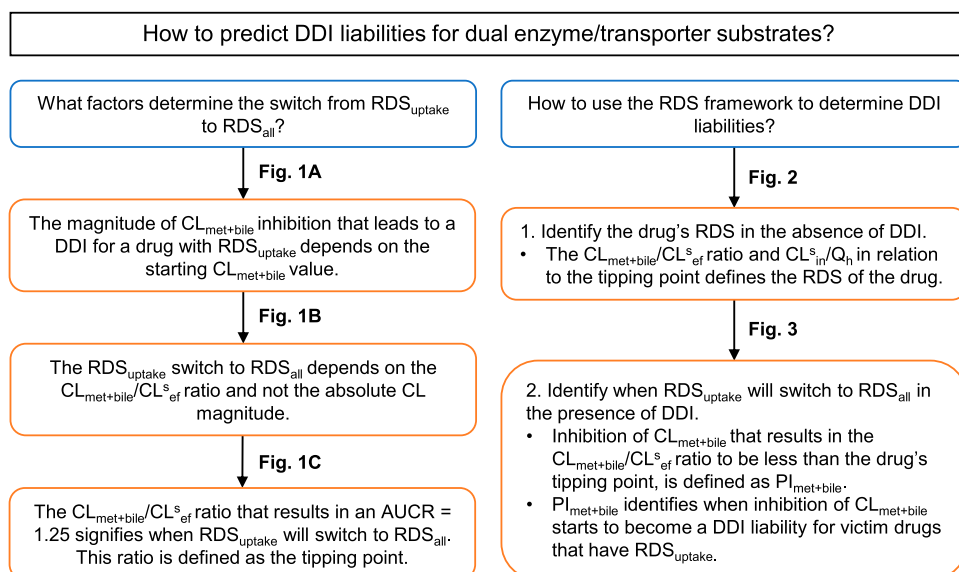 How to predict DDI liabilities for dual enzyme/transporter substrates?
What factors determine the switch from RDSuptake
to RDSall?
Fig. 1A
The magnitude of CLmet+bile inhibition that leads to a
DDI for a drug with RDSuptake depends on the
starting CLmet+bile value.
Fig. 1B
The RDSuptake switch to RDSall depends on the
CLmet+bile/CLsef ratio and not the absolute CL
magnitude.
Fig. 1C
The CLmet+bile/CLsef ratio that results in an AUCR =
1.25 signifies when RDSuptake will switch to RDSall.
This ratio is defined as the tipping point.
How to use the RDS framework to determine DDI
liabilities?
Fig. 2
1. Identify the drug's RDS in the absence of DDI.
• The CLmet+bile/CLsef ratio and CLsin/Qh in relation
to the tipping point defines the RDS of the drug.
Fig. 3
2. Identify when RDSuptake will switch to RDSall in
the presence of DDI.
• Inhibition of CLmet+bile that results in the
CLmet+bile/CLsef ratio to be less than the drug's
tipping point, is defined as PImet+bile.
• PImet+bile identifies when inhibition of CLmet+bile
starts to become a DDI liability for victim drugs
that have RDSuptake.